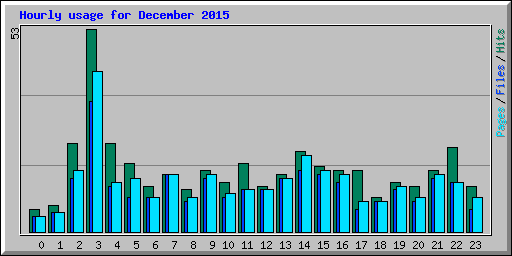 Hourly usage for December 2015
53
Pages/Files/Hits
0 1 2 3 4 5 6 7 8 9 10 11 12 13 14 15 16 17 18 19 20 21 22 23